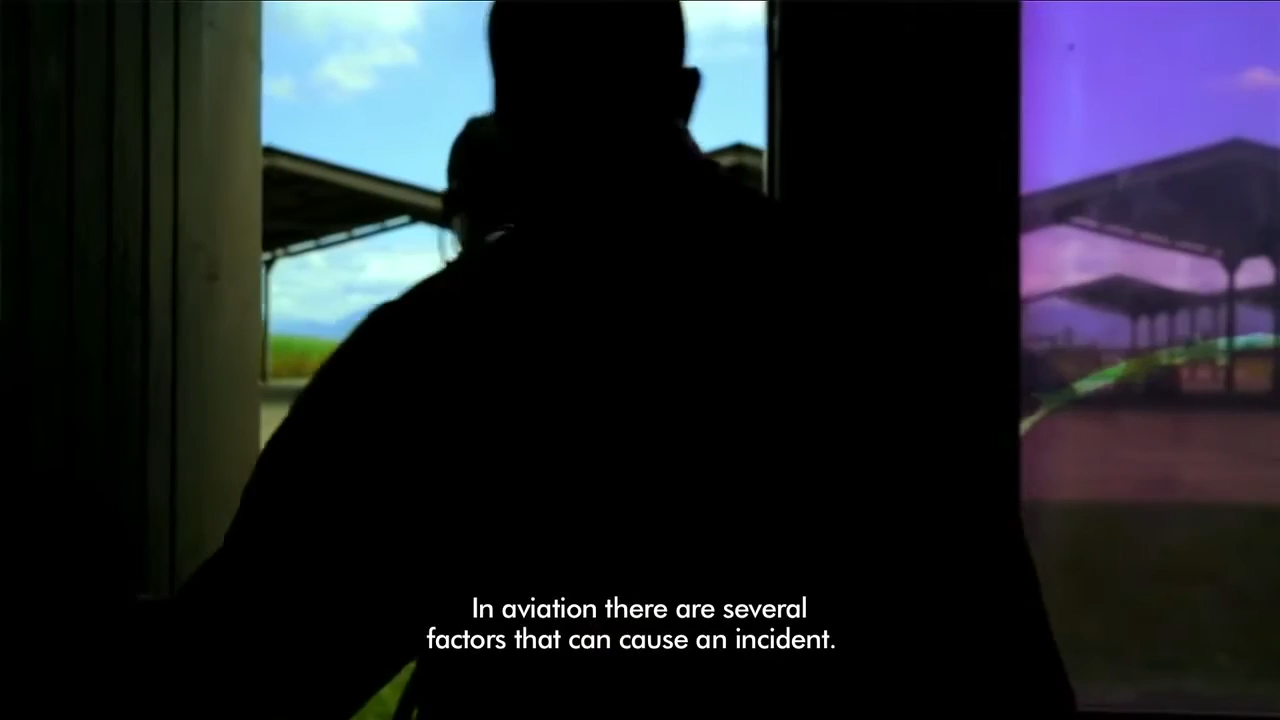 In aviation there are several
factors that can cause an incident.